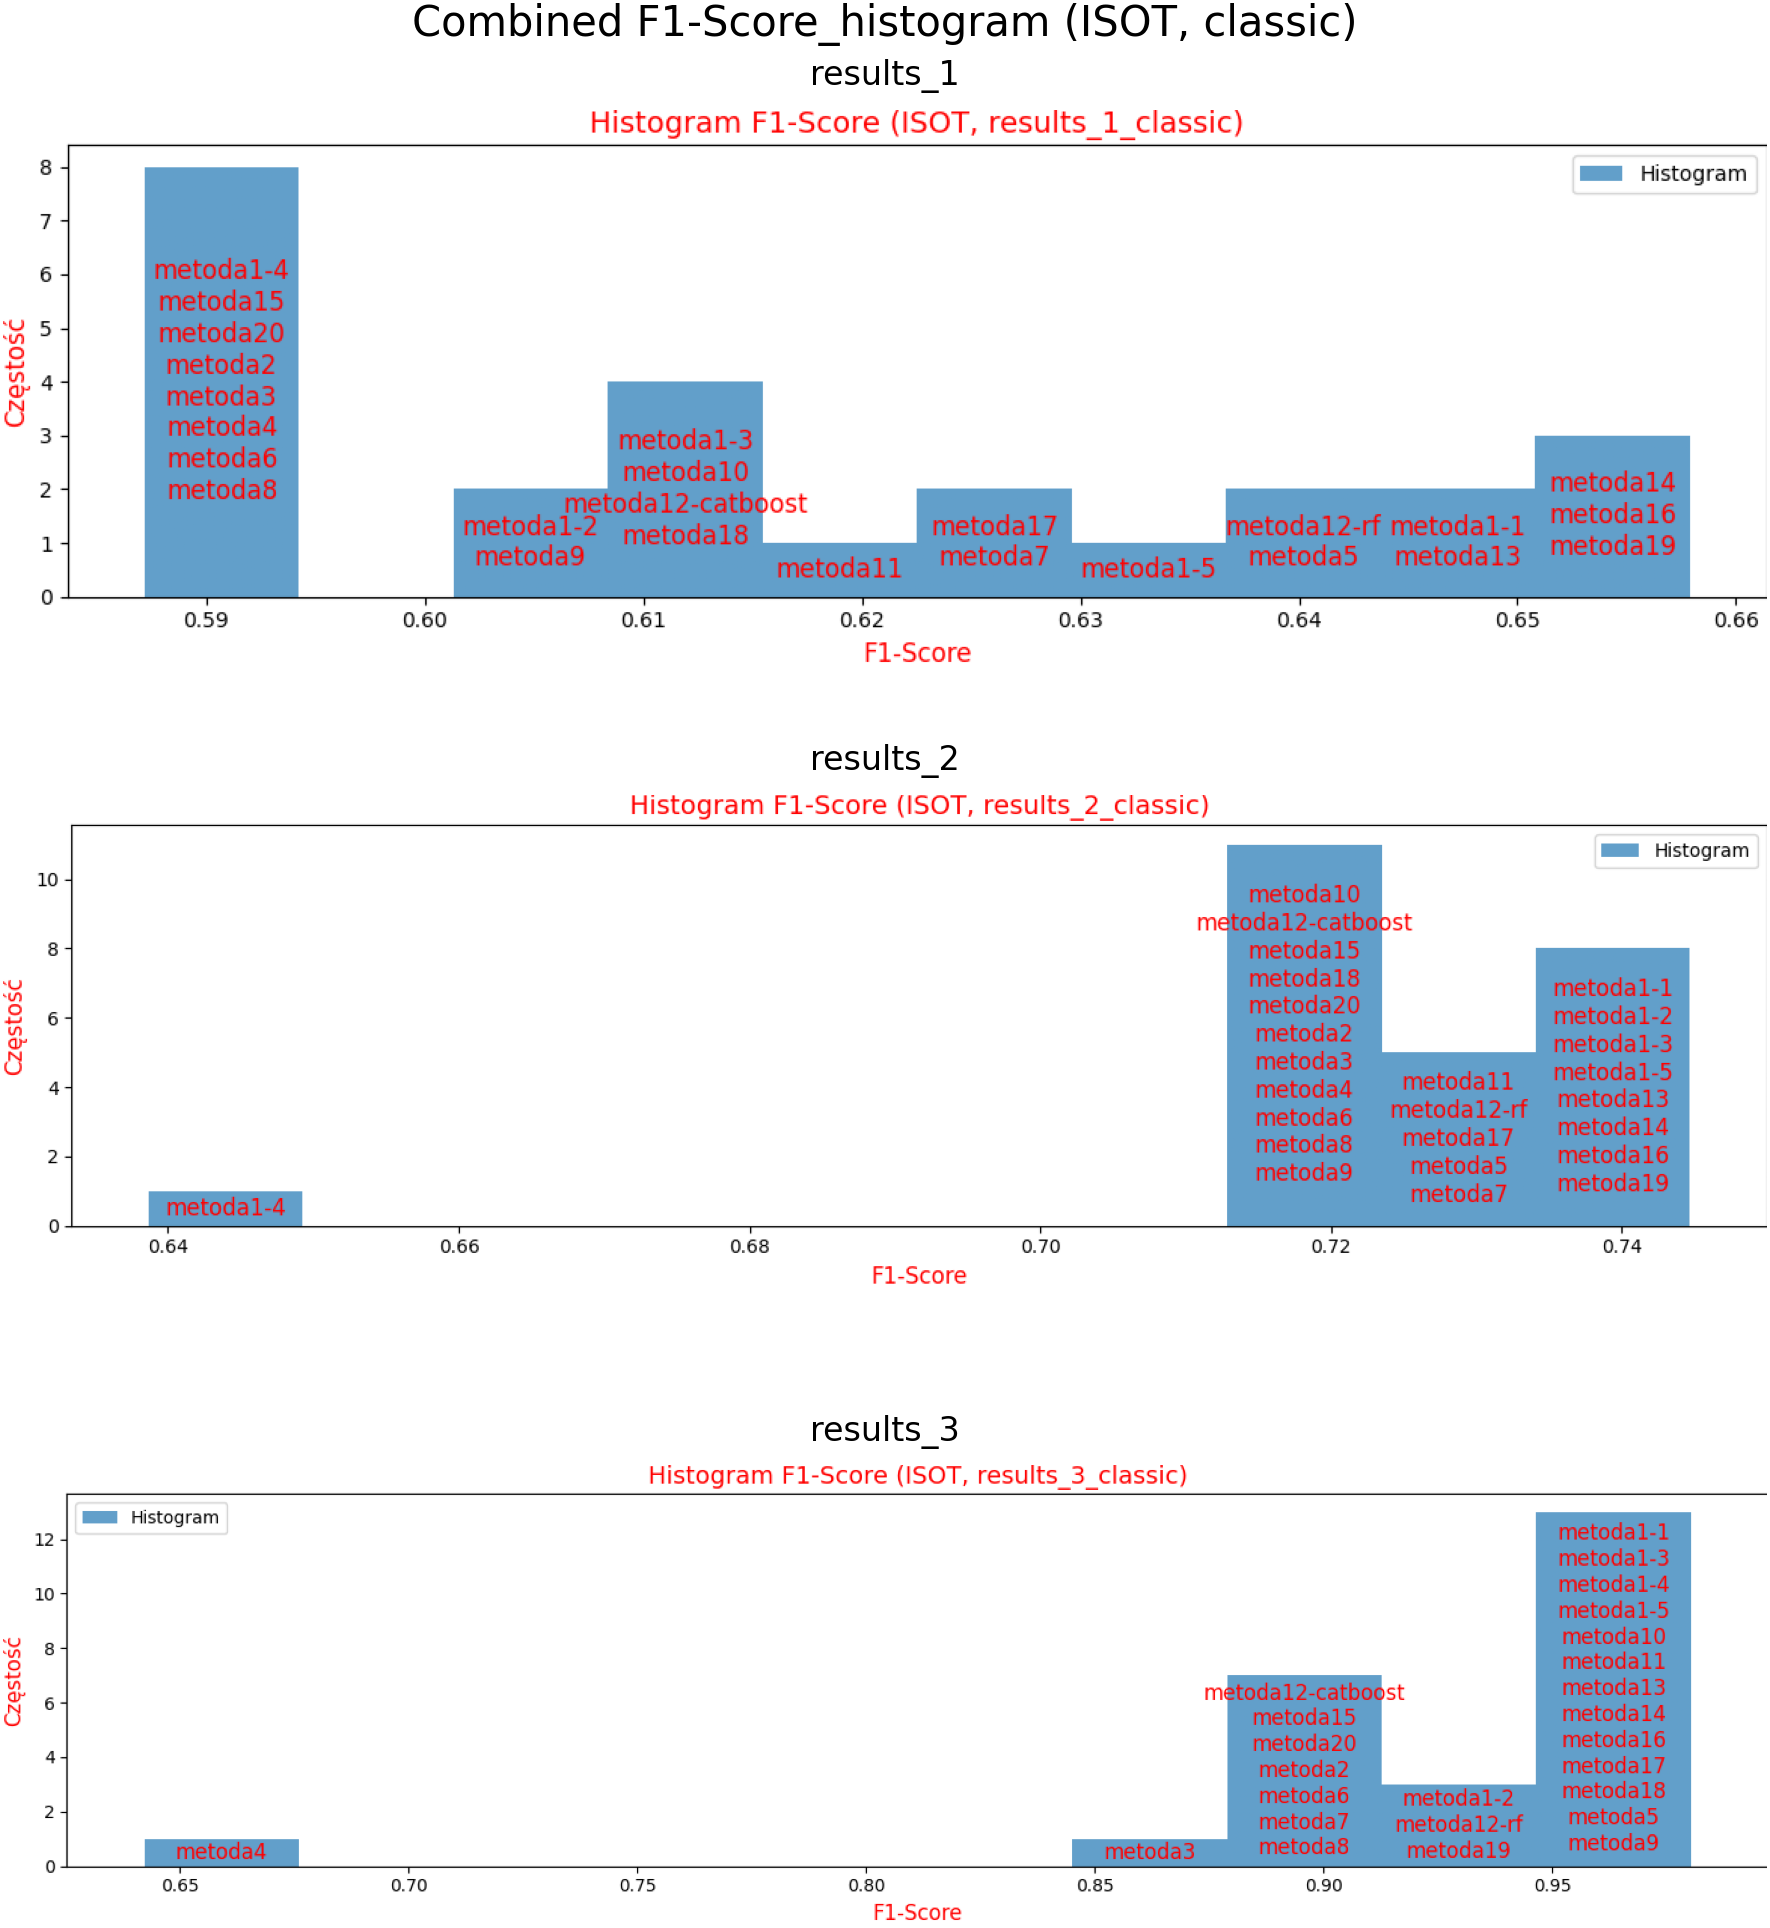 Combined F1-Score_histogram (ISOT, classic)
results_1
Histogram F1-Score (ISOT, results_1_classic)
Histogram
Częstość
8
7
6
5
4
3
2
1
0
metoda1-4
metoda15
metoda20
metoda2
metoda3
metoda4
metoda6
metoda8
metoda1-2
metoda9
metoda1-3
metoda10
metoda12-catboost
metoda18
metoda11
metoda17
metoda7
metoda1-5
metoda12-rf
metoda5
metoda1-1
metoda13
metoda14
metoda16
metoda19
0.59 0.60 0.61 0.62 0.63 0.64 0.65 0.66
F1-Score
results_2
Histogram F1-Score (ISOT, results_2_classic)
Histogram
Częstość
10
8
6
4
2
0
metoda1-4
metoda10
metoda12-catboost
metoda15
metoda18
metoda20
metoda2
metoda3
metoda4
metoda6
metoda8
metoda9
metoda11
metoda12-rf
metoda17
metoda5
metoda7
metoda1-1
metoda1-2
metoda1-3
metoda1-5
metoda13
metoda14
metoda16
metoda19
0.64 0.66 0.68 0.70 0.72 0.74
F1-Score
results_3
Histogram F1-Score (ISOT, results_3_classic)
Histogram
Częstość
12
10
8
6
4
2
0
metoda4
metoda3
metoda12-catboost
metoda15
metoda20
metoda2
metoda6
metoda7
metoda8
metoda1-2
metoda12-rf
metoda19
metoda1-1
metoda1-3
metoda1-4
metoda1-5
metoda10
metoda11
metoda13
metoda14
metoda16
metoda17
metoda18
metoda5
metoda9
0.65 0.70 0.75 0.80 0.85 0.90 0.95
F1-Score